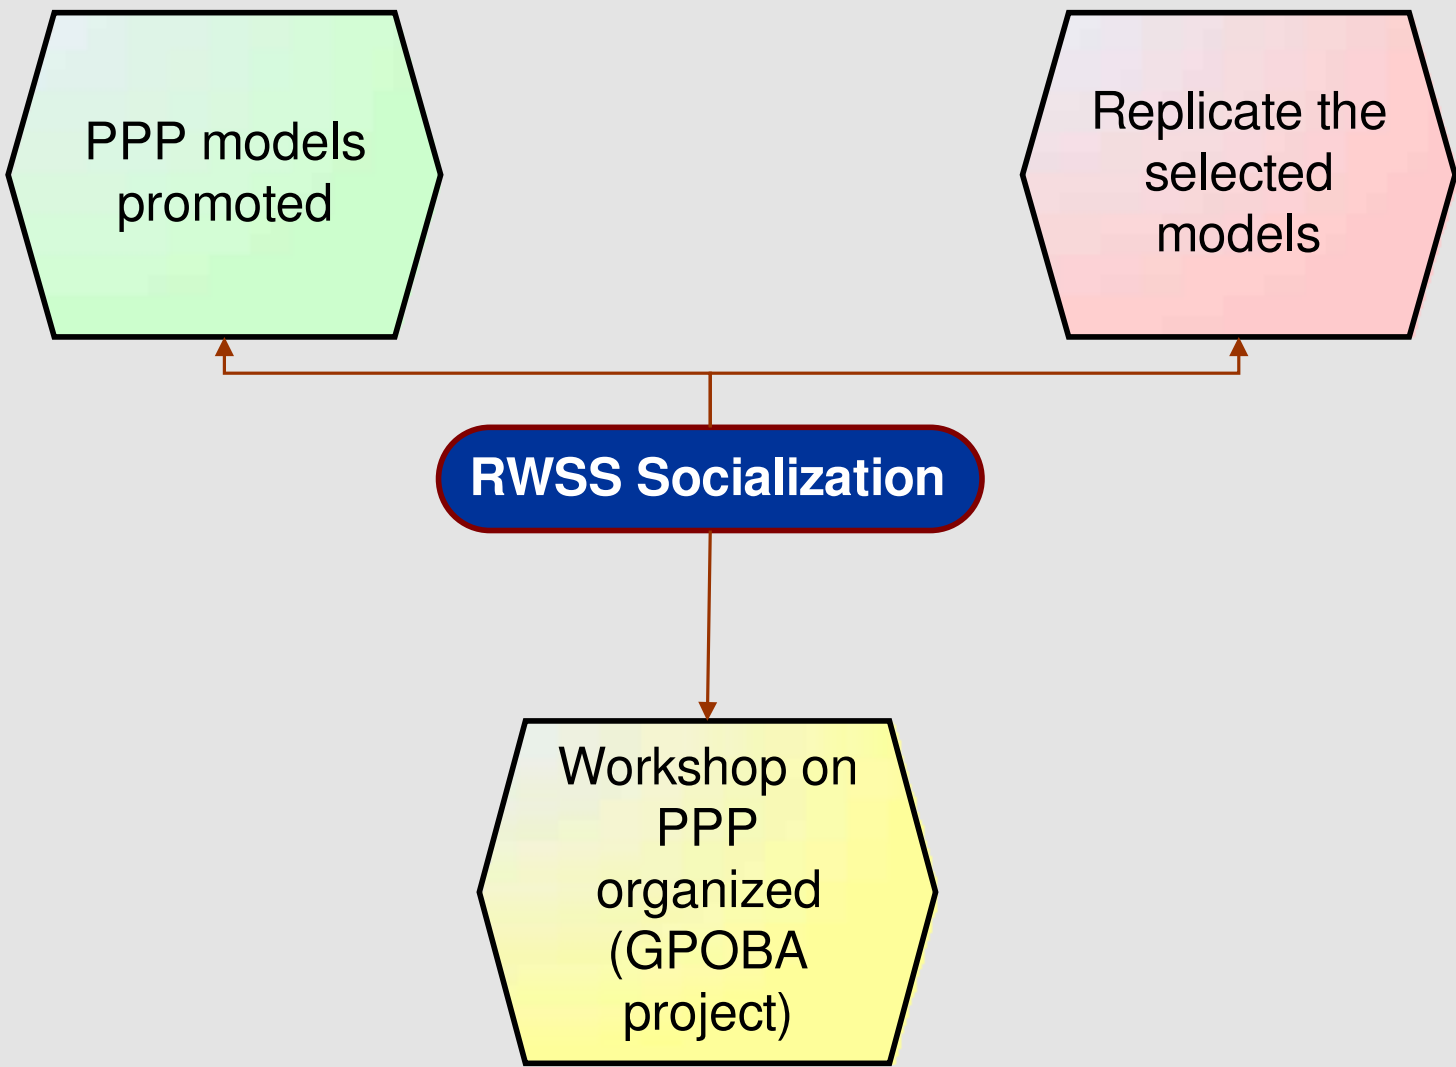 PPP models
promoted
Replicate the
selected
models
RWSS Socialization
Workshop on
PPP
organized
(GPOBA
project)